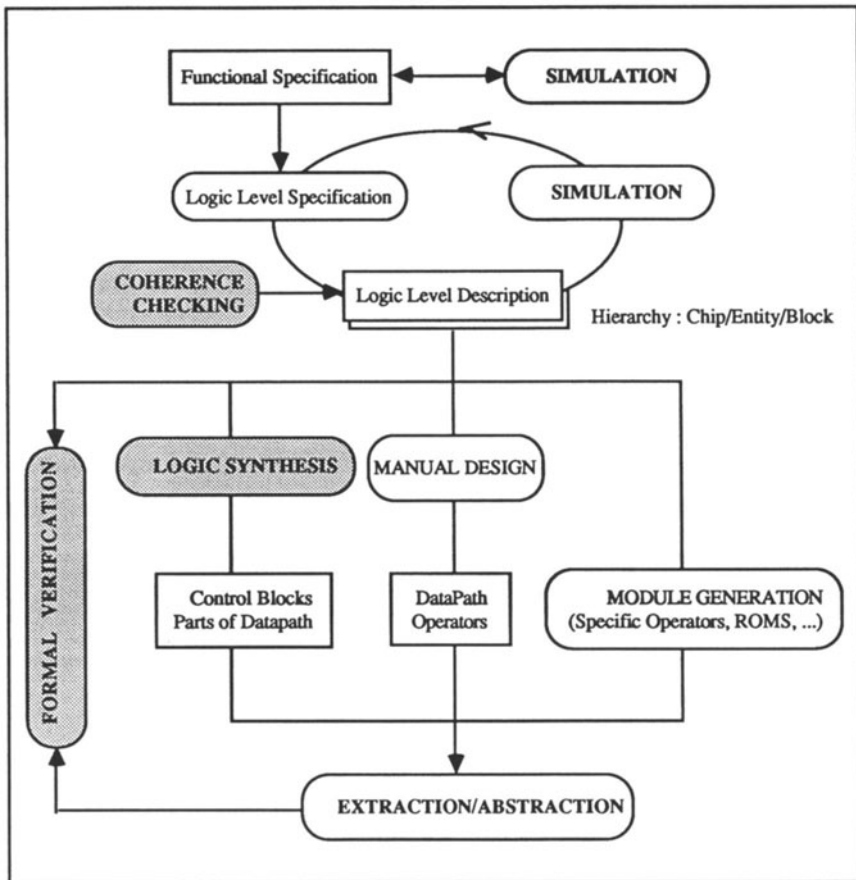 Functional Specification
SIMULATION
Logic Level Specification
SIMULATION
COHERENCE
CHECKING
Logic Level Description
Hierarchy : Chip/Entity/Block
FORMAL VERIFICATION
LOGIC SYNTHESIS
MANUAL DESIGN
Control Blocks
Parts of Datapath
DataPath
Operators
MODULE GENERATION
(Specific Operators, ROMS, ...)
EXTRACTION/ABSTRACTION